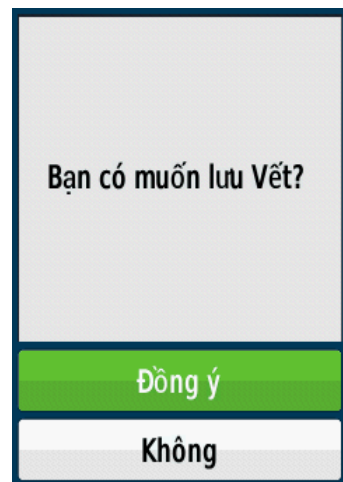 Bạn có muốn lưu Vết?
Đồng ý
Không